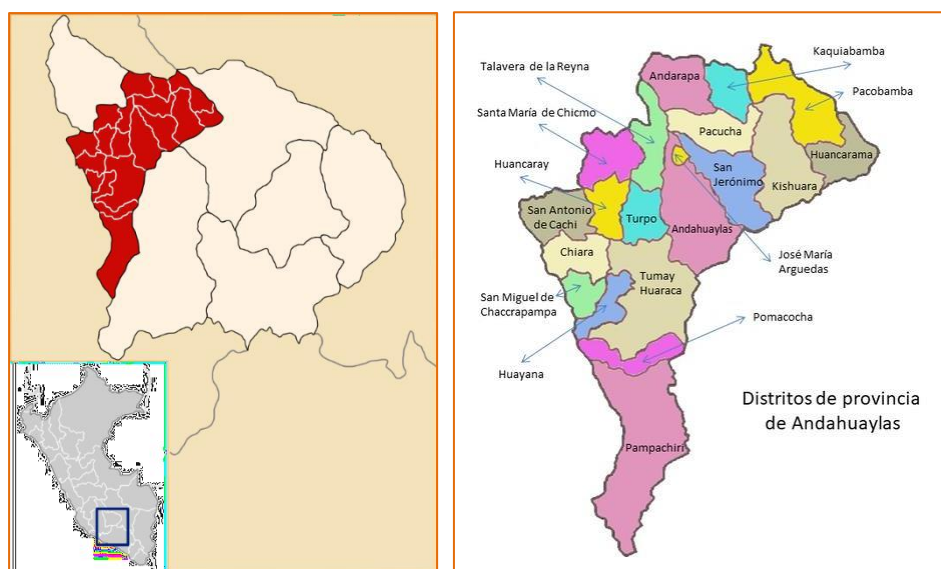 Kaquiabamba
Talavera de la Reyna
Andarapa
Pacobamba
Santa María de Chicmo
Pacucha
Huancarama
Huancaray
San
Jerónimo
Kishuara
San Antonio
de Cachi
Turpo
Andahuaylas
Chiara
José María
Arguedas
Tumay
Huaraca
San Miguel de
Chaccrapampa
Pomacocha
Huayana
Distritos de provincia
de Andahuaylas
Pampachiri